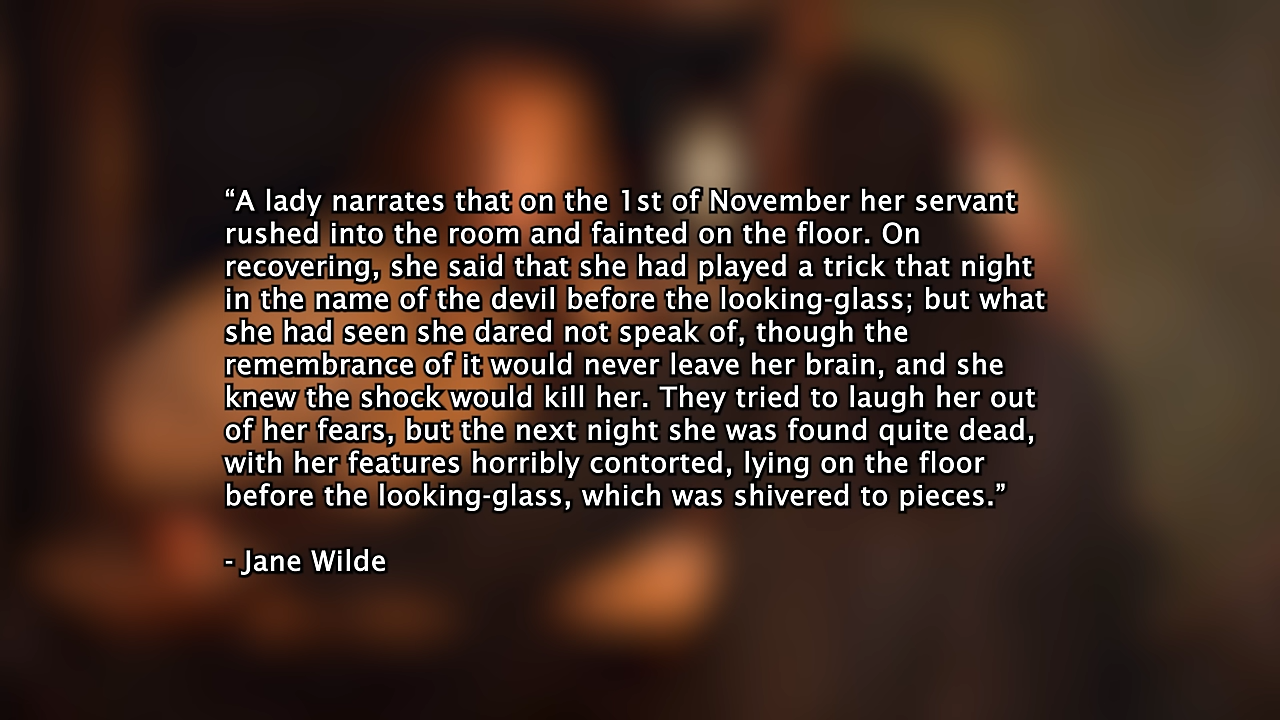 “A lady narrates that on the 1st of November her servant
rushed into the room and fainted on the floor. On
recovering, she said that she had played a trick that night
in the name of the devil before the looking-glass; but what
she had seen she dared not speak of, though the
remembrance of it would never leave her brain, and she
knew the shock would kill her. They tried to laugh her out
of her fears, but the next night she was found quite dead,
with her features horribly contorted, lying on the floor
before the looking-glass, which was shivered to pieces.”
- Jane Wilde